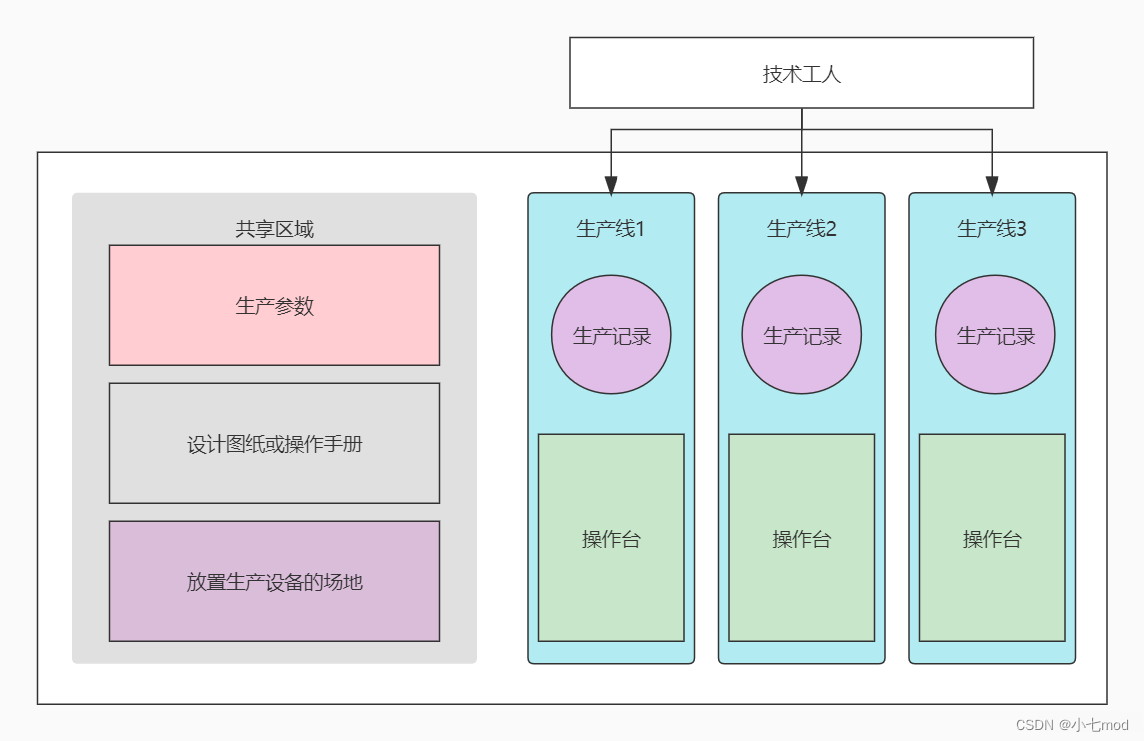 技术工人
共享区域
生产参数
设计图纸或操作手册
放置生产设备的场地
生产线1
生产记录
操作台
生产线2
生产记录
操作台
生产线3
生产记录
操作台
CSDN @小七mod